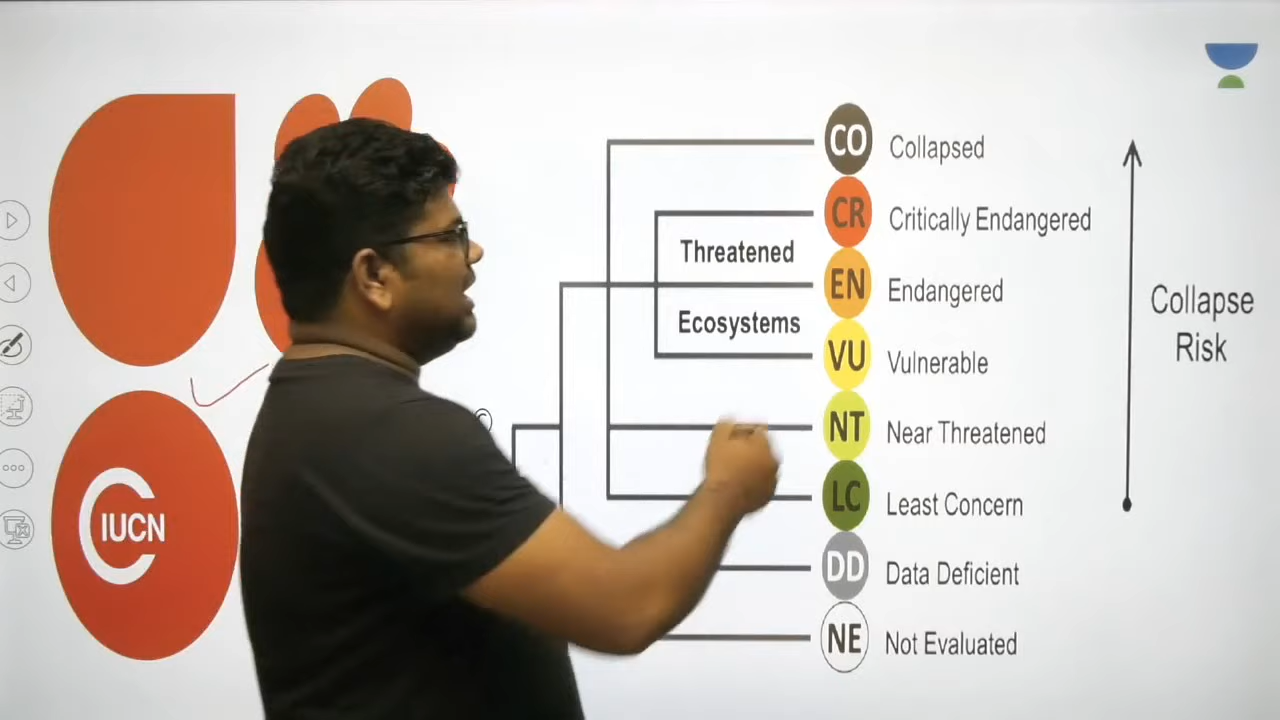 CO Collapsed
CR Critically Endangered
Threatened
EN Endangered
Ecosystems
VU Vulnerable
NT Near Threatened
LC Least Concern
DD Data Deficient
NE Not Evaluated
Collapse
Risk
©
IUCN